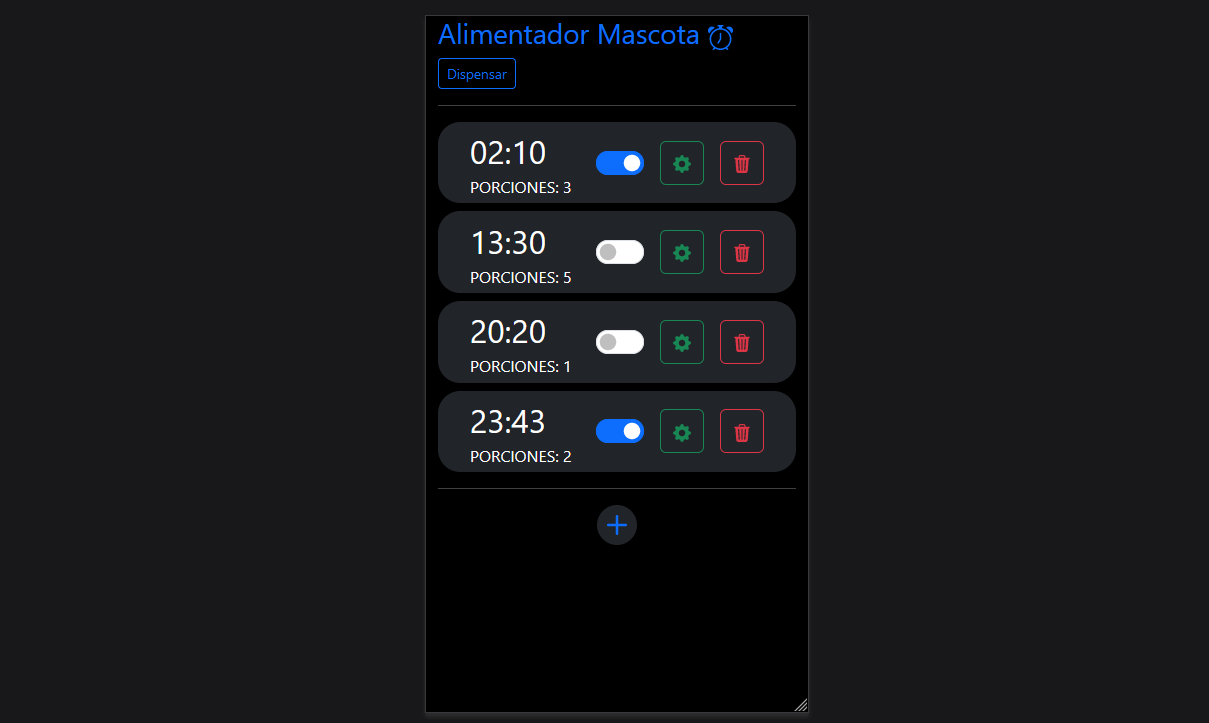 Alimentador Mascota
Dispensar
02:10
PORCIONES: 3
13:30
PORCIONES: 5
20:20
PORCIONES: 1
23:43
PORCIONES: 2